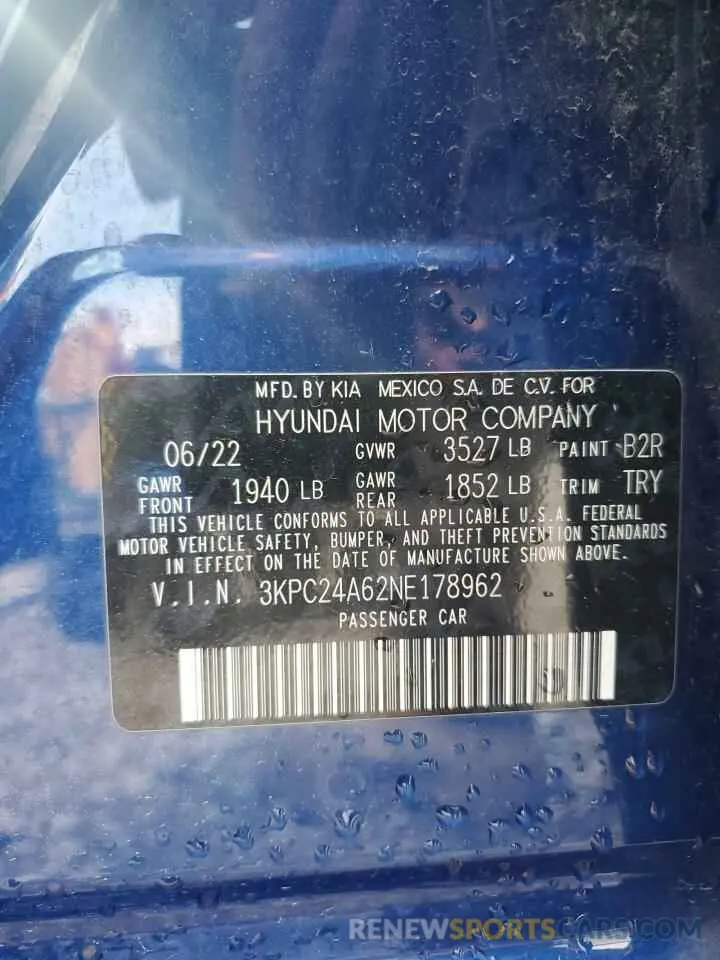 MFD. BY KIA MEXICO S.A. DE C.V. FOR
HYUNDAI MOTOR COMPANY
06/22 GVWR 3527 LB PAINT B2R
GAWR FRONT 1940 LB GAWR REAR 1852 LB TRIM TRY
THIS VEHICLE CONFORMS TO ALL APPLICABLE U.S.A. FEDERAL
MOTOR VEHICLE SAFETY, BUMPER, AND THEFT PREVENTION STANDARDS
IN EFFECT ON THE DATE OF MANUFACTURE SHOWN ABOVE.
V.I.N. 3KPC24A62NE178962
PASSENGER CAR
RENEWSPORTSCARS.COM